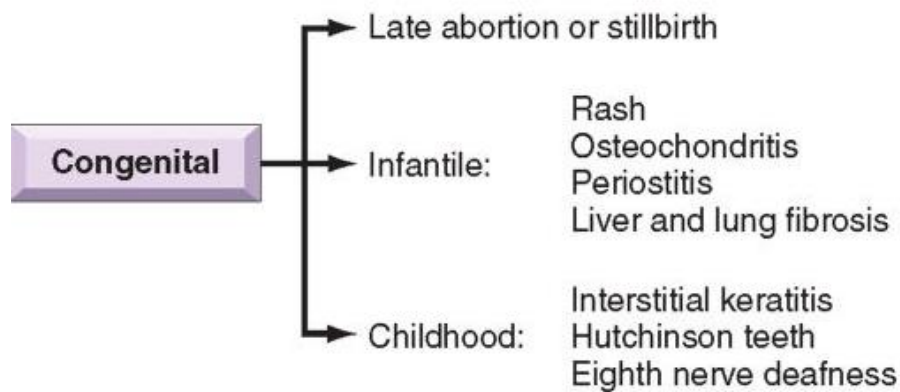 Congenital
Late abortion or stillbirth
Infantile:
Rash
Osteochondritis
Periostitis
Liver and lung fibrosis
Childhood:
Interstitial keratitis
Hutchinson teeth
Eighth nerve deafness